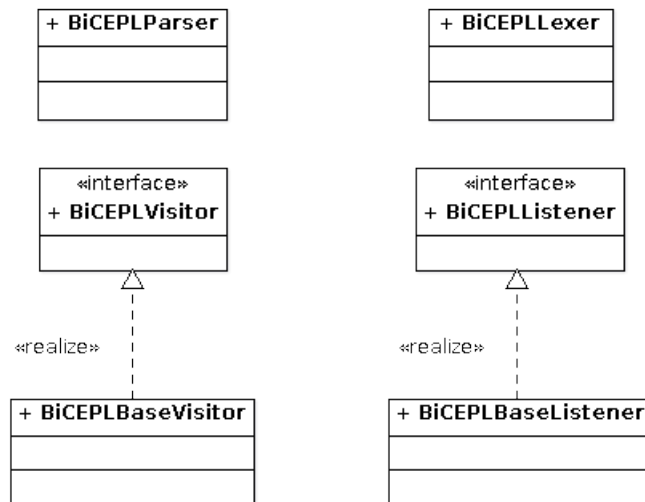 + BiCEPLParser
+ BiCEPLLexer
«interface»
+ BiCEPLVisitor
«interface»
+ BiCEPLListener
«realize»
«realize»
+ BiCEPLBaseVisitor
+ BiCEPLBaseListener